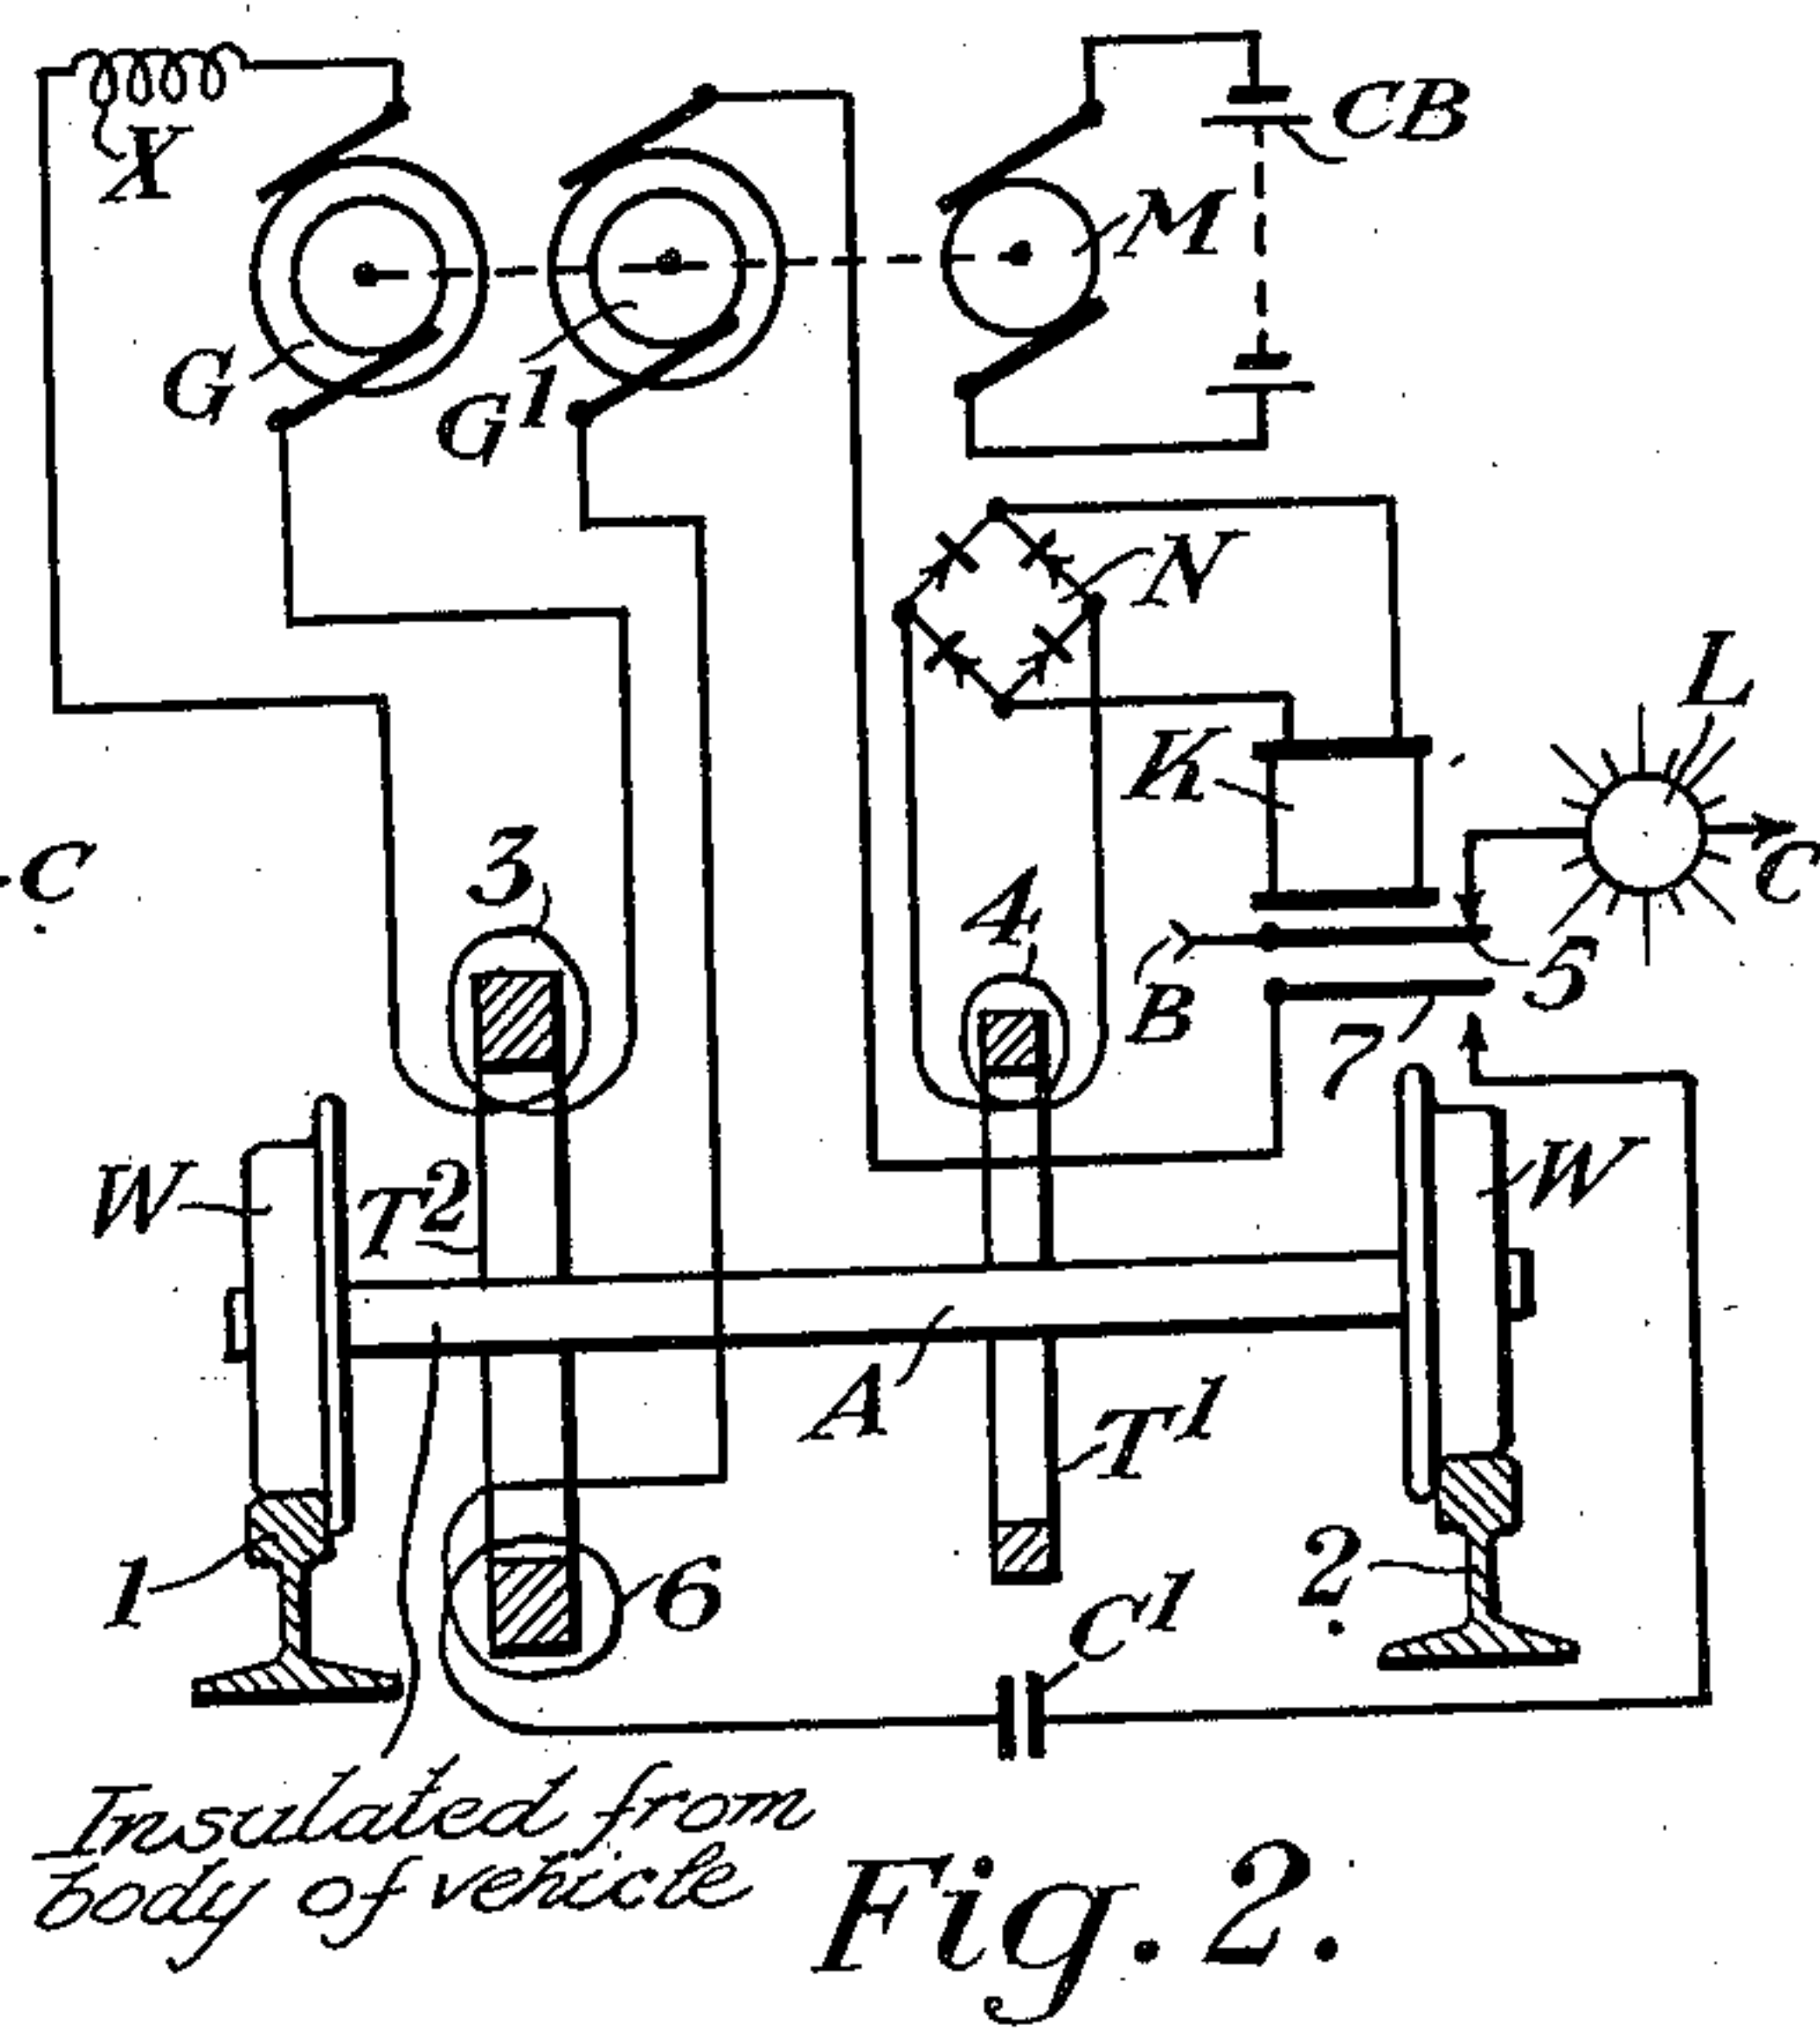 X
CB
M
G
G¹
N
L
K
C
3
4
C
5
B
7
W
T²
W
A
T¹
1
6
2
C¹
Insulated from
body of vehicle
Fig. 2.